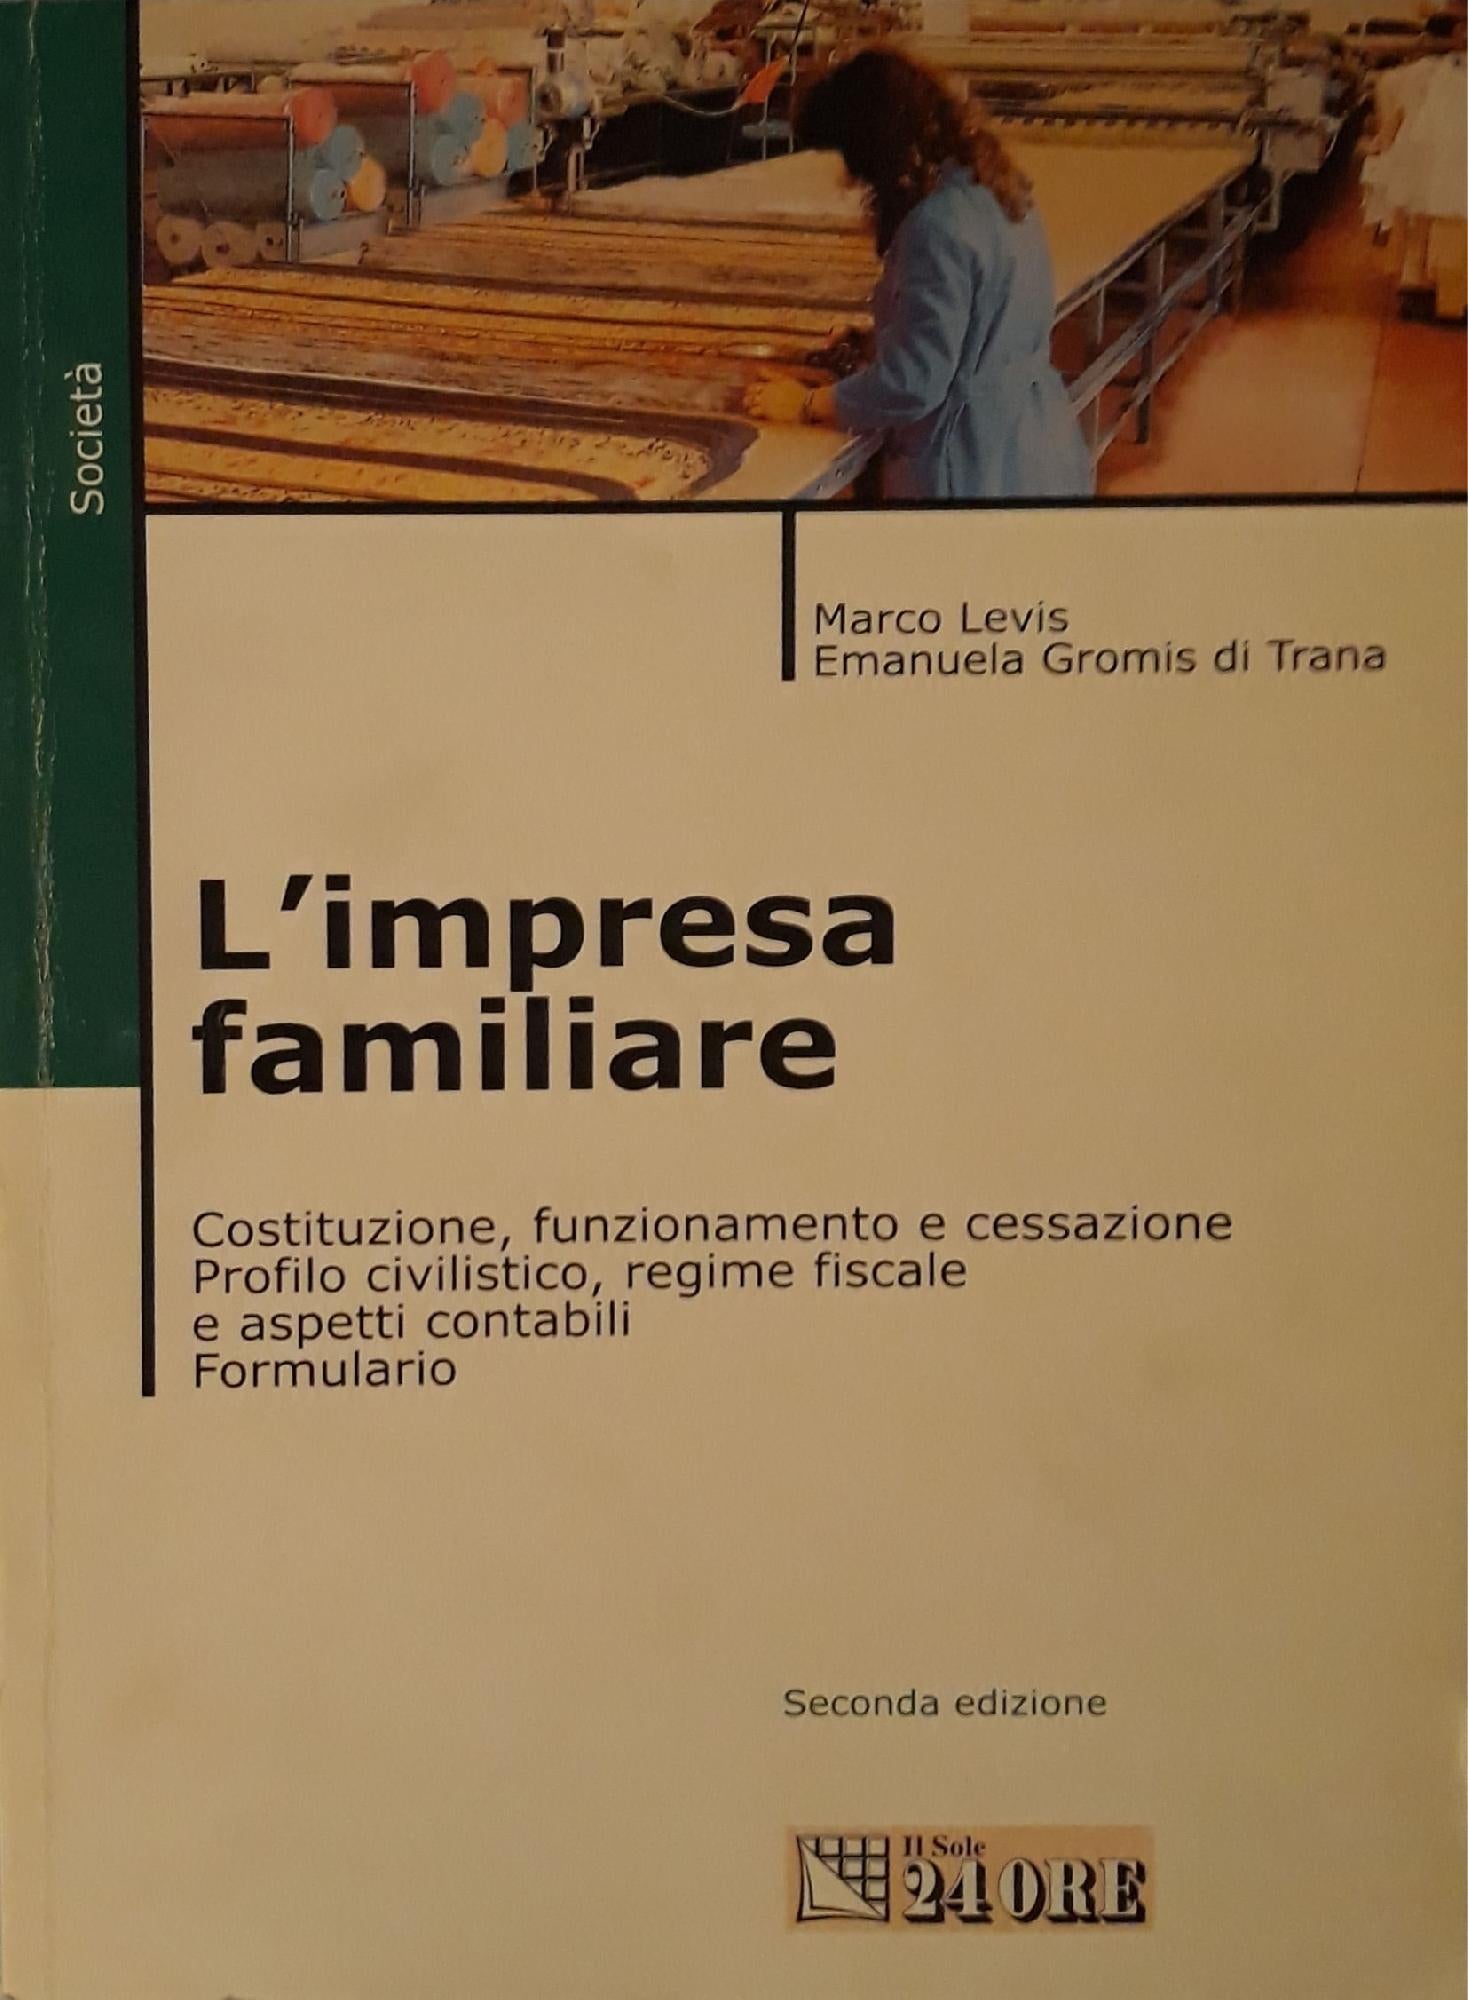 Società
Marco Levis
Emanuela Gromis di Trana
L'impresa
familiare
Costituzione, funzionamento e cessazione
Profilo civilistico, regime fiscale
e aspetti contabili
Formulario
Seconda edizione
Il Sole
24 ORE